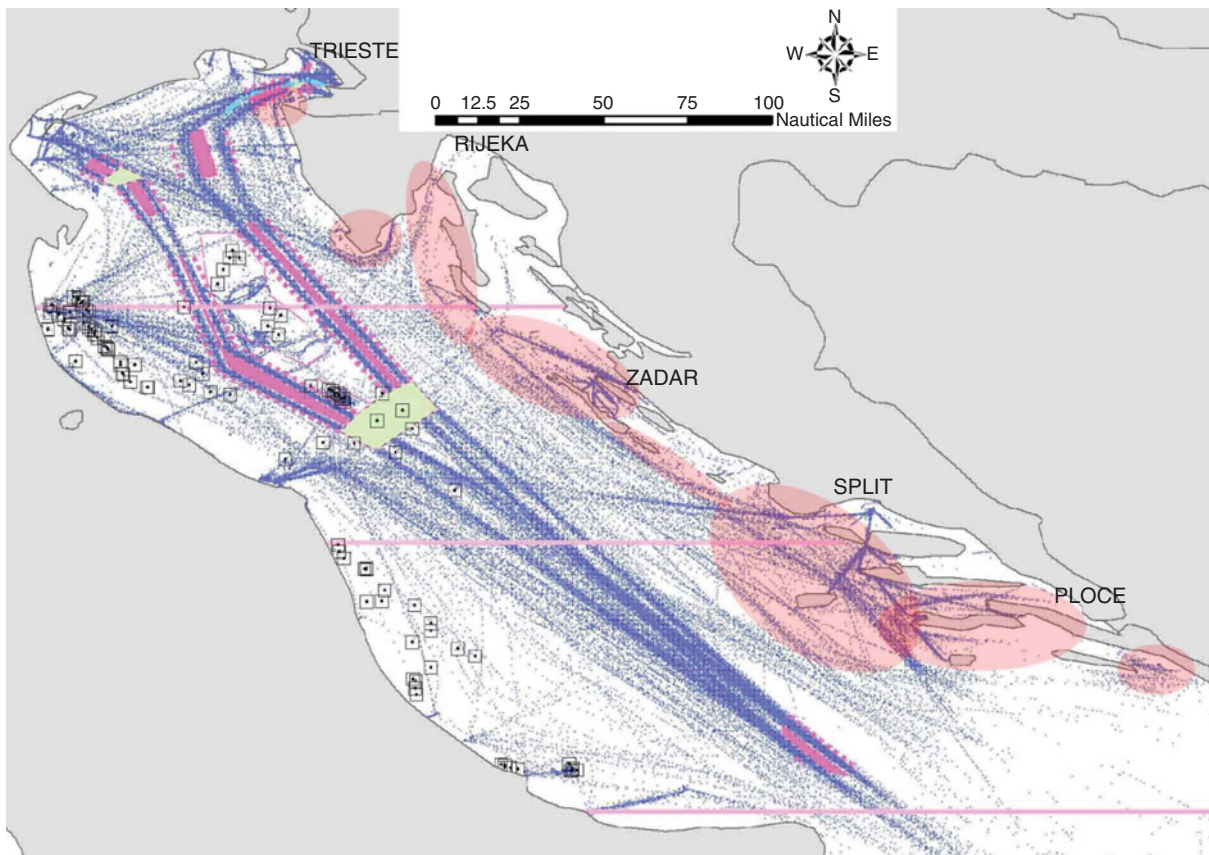 TRIESTE
N
W E
S
0 12.5 25 50 75 100
Nautical Miles
RIJEKA
ZADAR
SPLIT
PLOCE